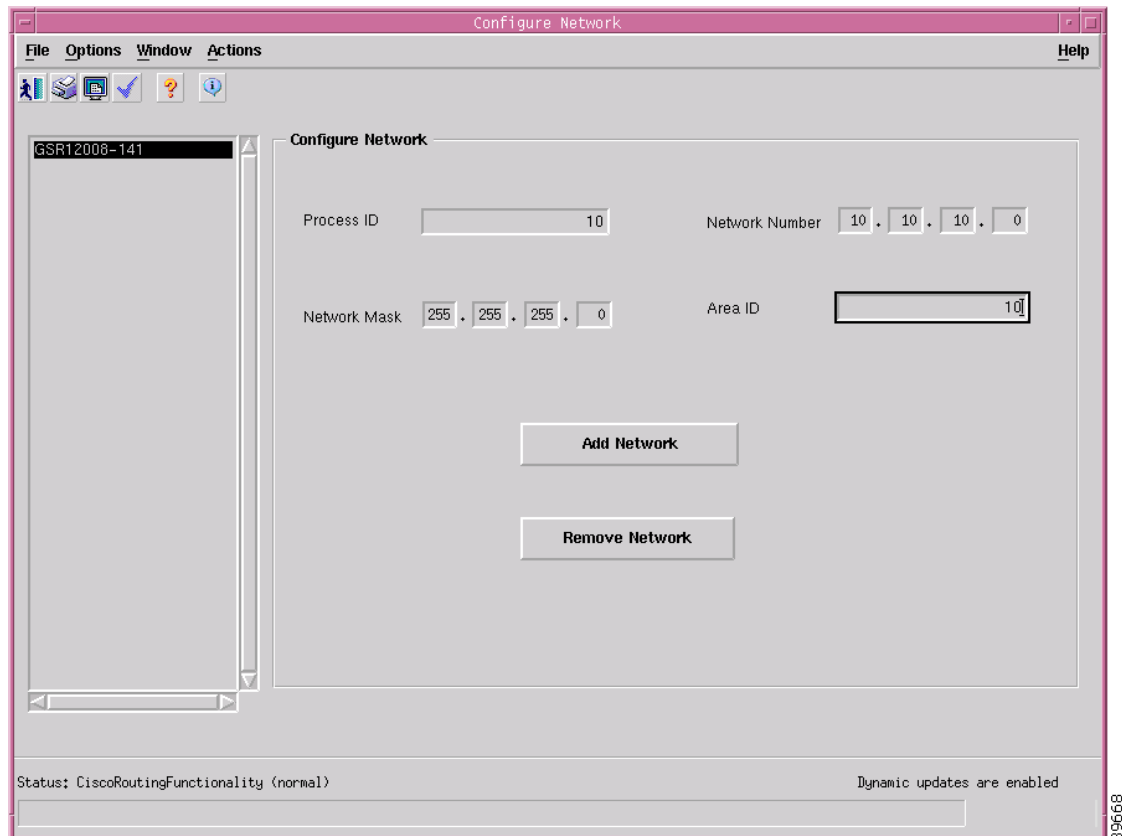 Configure Network
File Options Window Actions Help
GSR12008-141
Configure Network
Process ID 10
Network Number 10 . 10 . 10 . 0
Network Mask 255 . 255 . 255 . 0
Area ID 10
Add Network
Remove Network
Status: CiscoRoutingFunctionality (normal)
Dynamic updates are enabled